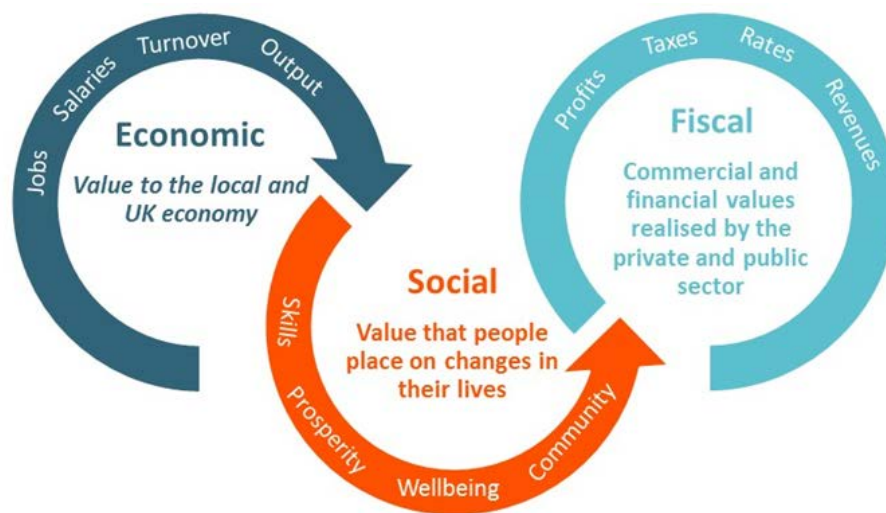 Jobs
Salaries
Turnover
Output
Economic
Value to the local and
UK economy
Skills
Prosperity
Wellbeing
Community
Social
Value that people
place on changes in
their lives
Profits
Taxes
Rates
Revenues
Fiscal
Commercial and
financial values
realised by the
private and public
sector